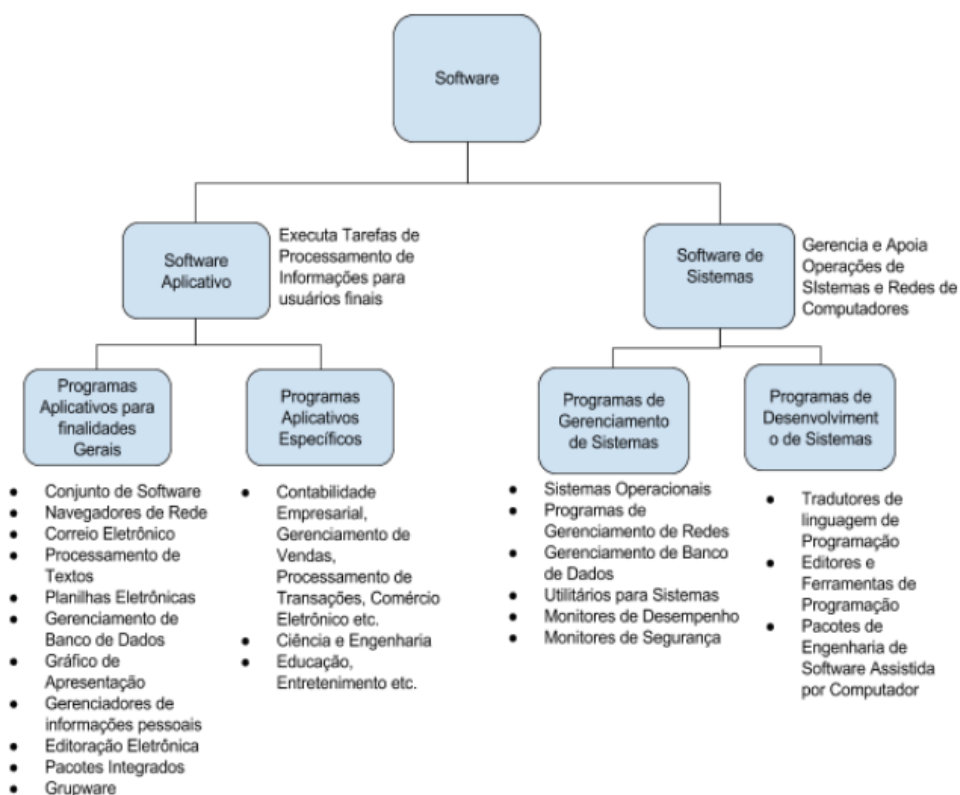 Software
Software
Aplicativo
Executa Tarefas de
Processamento de
Informações para
usuários finais
Software de
Sistemas
Gerencia e Apoia
Operações de
SIstemas e Redes de
Computadores
Programas
Aplicativos para
finalidades
Gerais
Programas
Aplicativos
Específicos
Programas de
Gerenciamento
de Sistemas
Programas de
Desenvolviment
o de Sistemas
● Conjunto de Software
● Navegadores de Rede
● Correio Eletrônico
● Processamento de
Textos
● Planilhas Eletrônicas
● Gerenciamento de
Banco de Dados
● Gráfico de
Apresentação
● Gerenciadores de
informações pessoais
● Editoração Eletrônica
● Pacotes Integrados
● Grupware
● Contabilidade
Empresarial,
Gerenciamento de
Vendas,
Processamento de
Transações, Comércio
Eletrônico etc.
● Ciência e Engenharia
● Educação,
Entretenimento etc.
● Sistemas Operacionais
● Programas de
Gerenciamento de Redes
● Gerenciamento de Banco
de Dados
● Utilitários para Sistemas
● Monitores de Desempenho
● Monitores de Segurança
● Tradutores de
linguagem de
Programação
● Editores e
Ferramentas de
Programação
● Pacotes de
Engenharia de
Software Assistida
por Computador